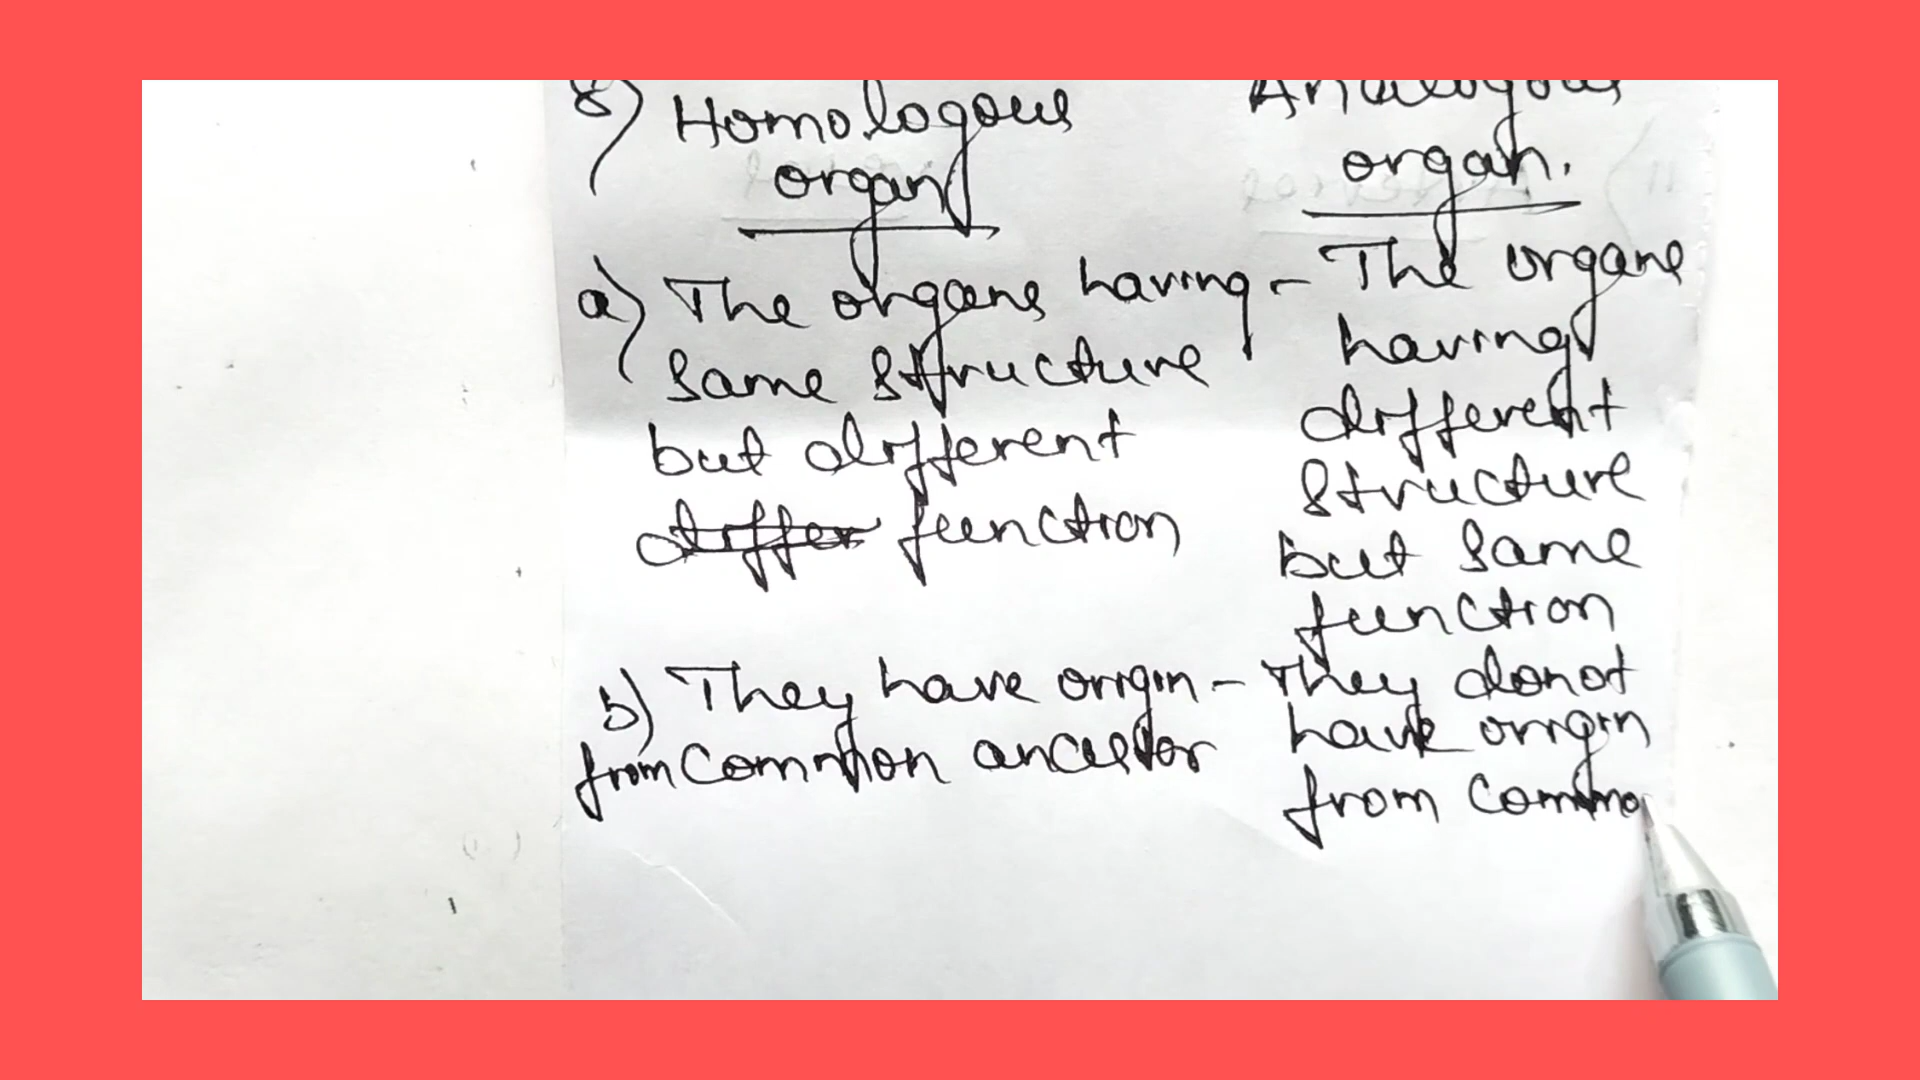 8) Homologous
organ
Analogous
organ.
a) The organs having
same structure
but different
differ function
- The organs
having
different
structure
but same
function
b) They have origin
from common ancestor
- They donot
have origin
from commo